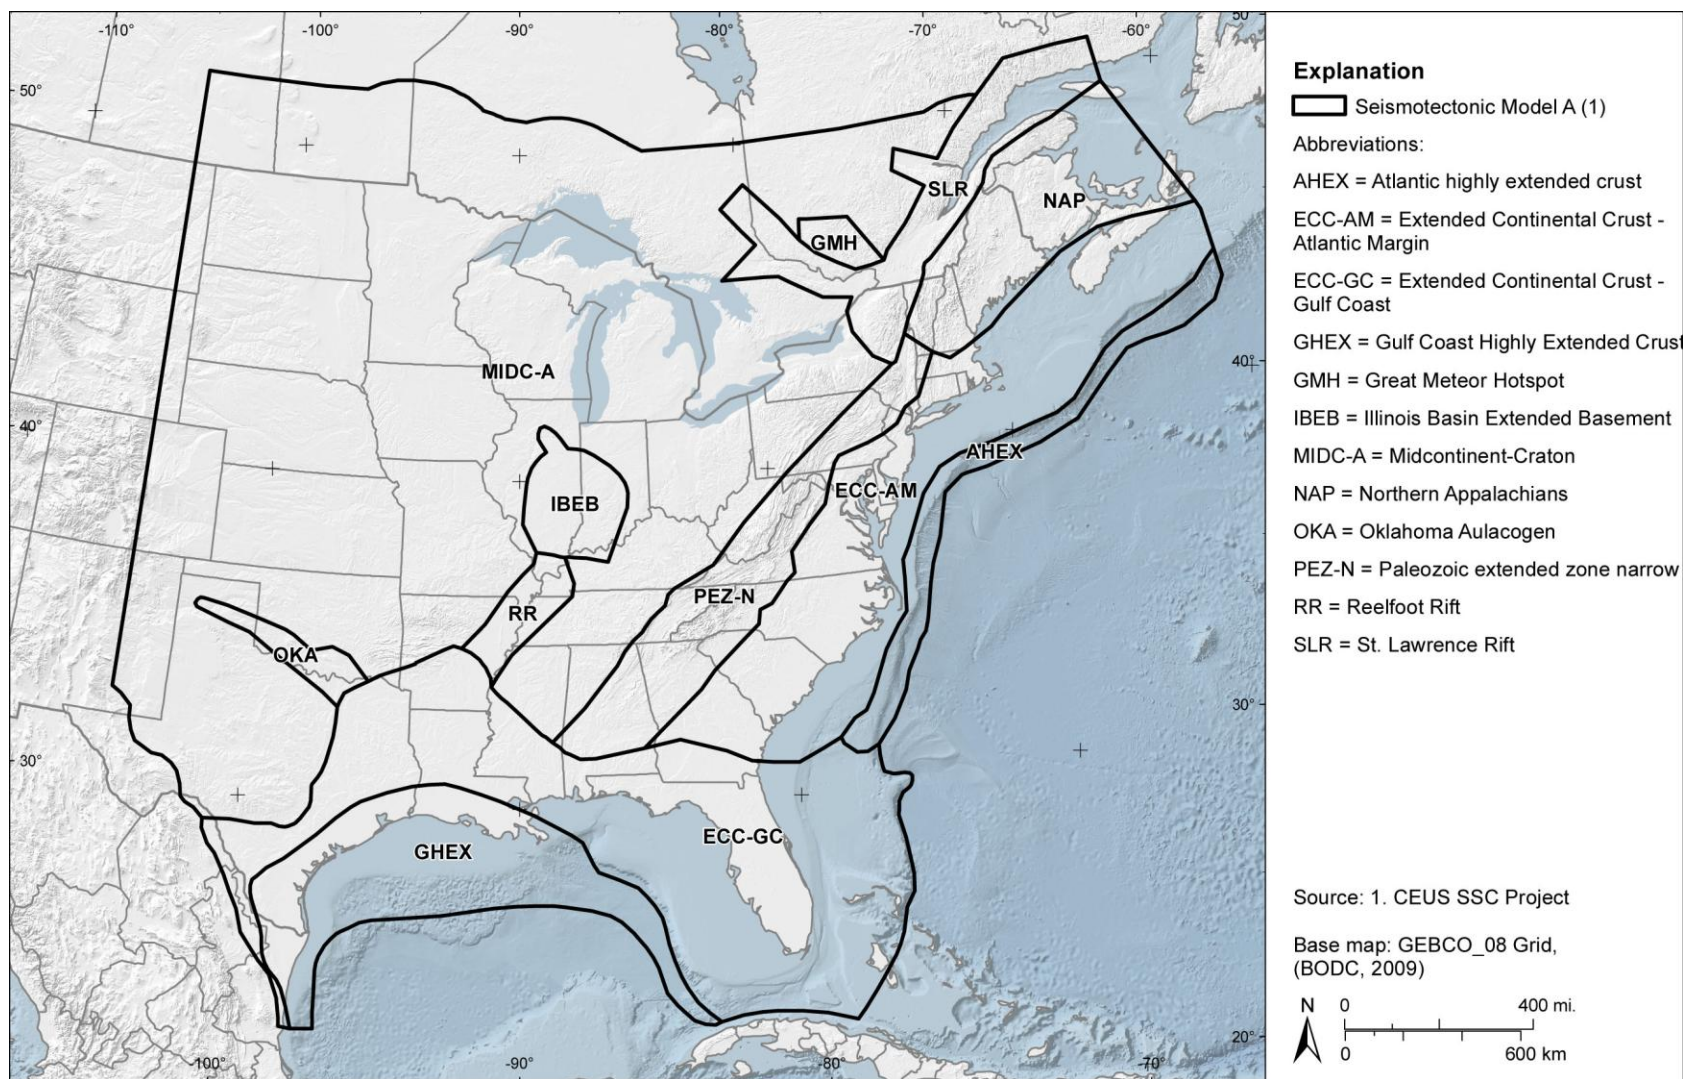 -110°
-100°
-90°
-80°
-70°
-60°
50°
50°
40°
40°
30°
30°
20°
-100°
-90°
-80°
-70°
SLR
NAP
GMH
MIDC-A
AHEX
ECC-AM
IBEB
PEZ-N
RR
OKA
ECC-GC
GHEX
Explanation
Seismotectonic Model A (1)
Abbreviations:
AHEX = Atlantic highly extended crust
ECC-AM = Extended Continental Crust -
Atlantic Margin
ECC-GC = Extended Continental Crust -
Gulf Coast
GHEX = Gulf Coast Highly Extended Crust
GMH = Great Meteor Hotspot
IBEB = Illinois Basin Extended Basement
MIDC-A = Midcontinent-Craton
NAP = Northern Appalachians
OKA = Oklahoma Aulacogen
PEZ-N = Paleozoic extended zone narrow
RR = Reelfoot Rift
SLR = St. Lawrence Rift
Source: 1. CEUS SSC Project
Base map: GEBCO_08 Grid,
(BODC, 2009)
N
0 400 mi.
0 600 km